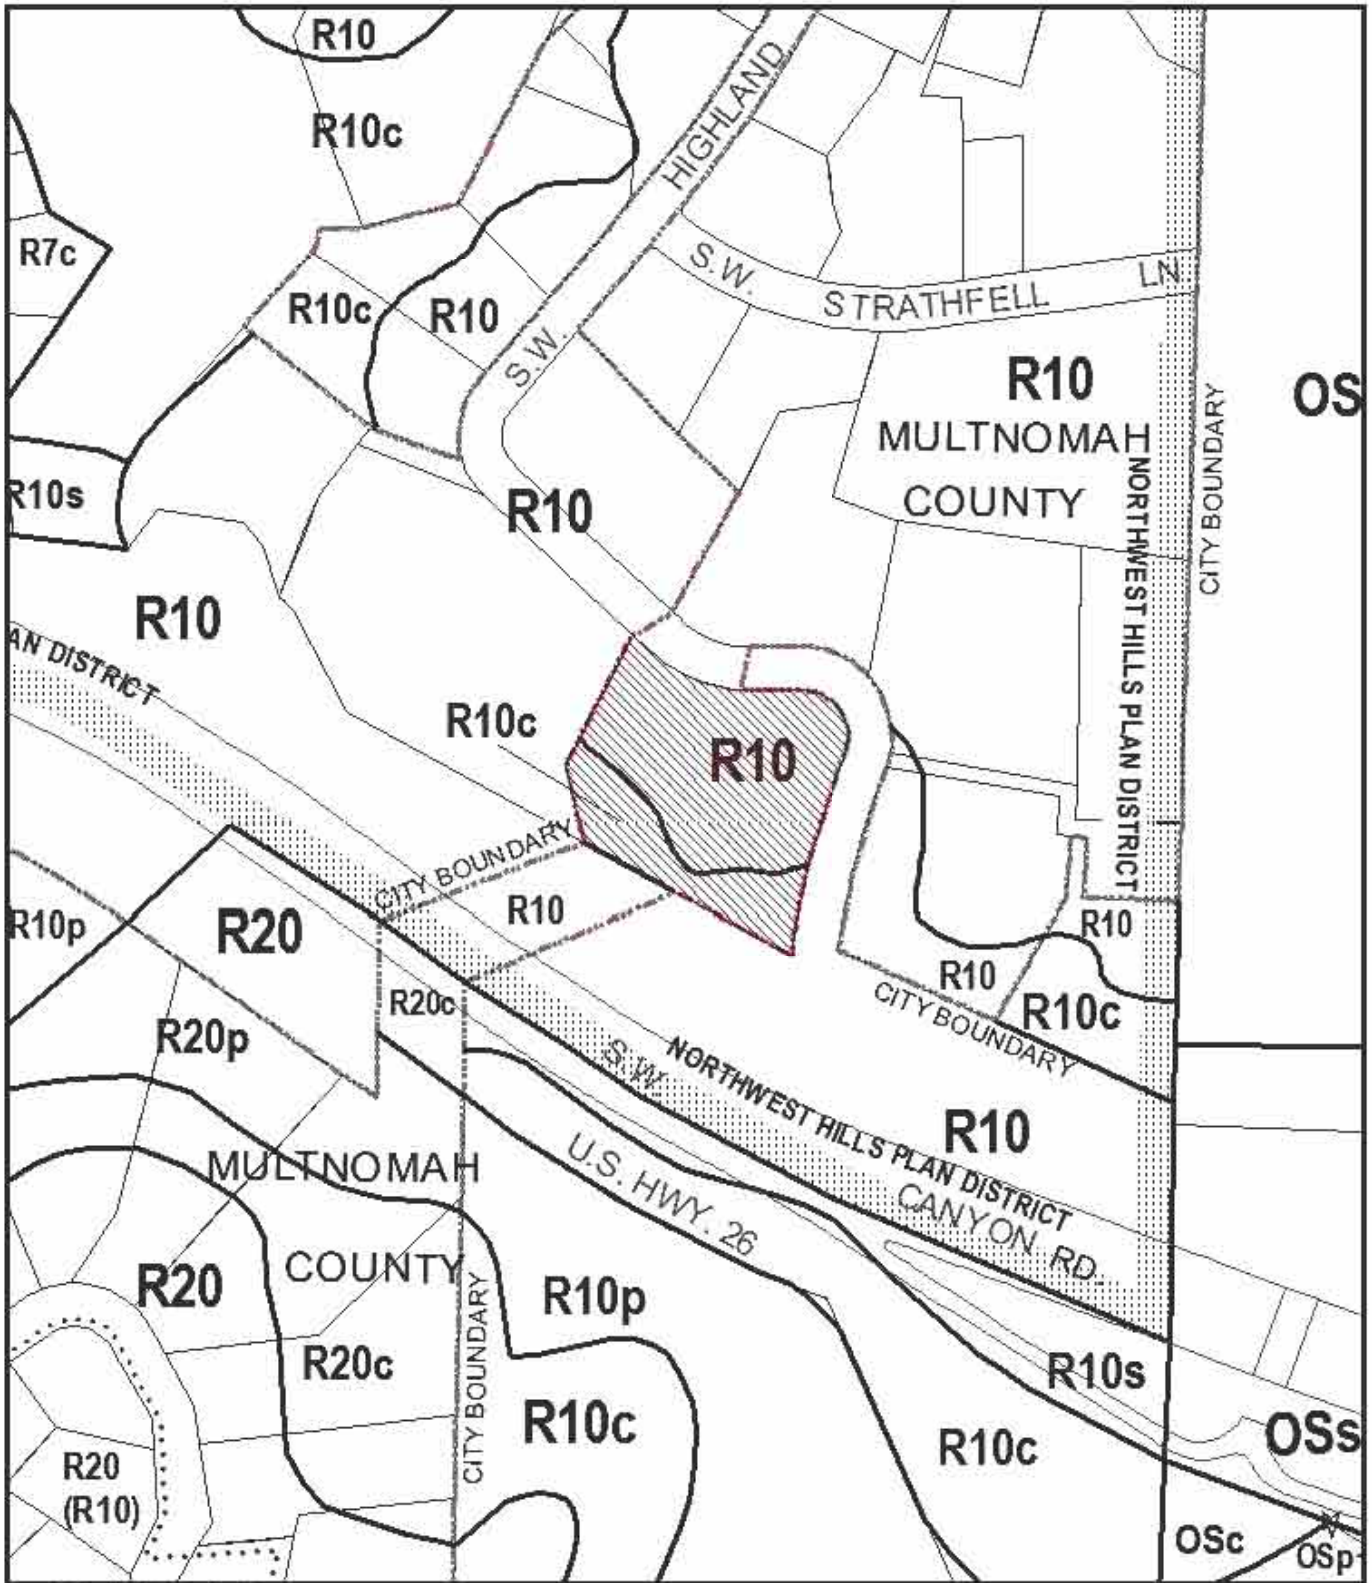 R10
R10c
HIGHLAND
S.W.
R7c
S.W.
STRATHFELL
LN
R10c
R10
R10
OS
MULTNOMAH
COUNTY
CITY BOUNDARY
R10s
R10
NORTHWEST HILLS PLAN DISTRICT
R10
AN DISTRICT
R10c
R10
CITY BOUNDARY
R10p
R20
R10
R10
R10
R20c
R10c
CITY BOUNDARY
R20p
S.W.
NORTHWEST HILLS PLAN DISTRICT
R10
MULTNOMAH
COUNTY
U.S. HWY. 26
CANYON RD.
R20
R10p
CITY BOUNDARY
R20c
R10s
R10c
R10c
OSs
R20
(R10)
OSc
OSp